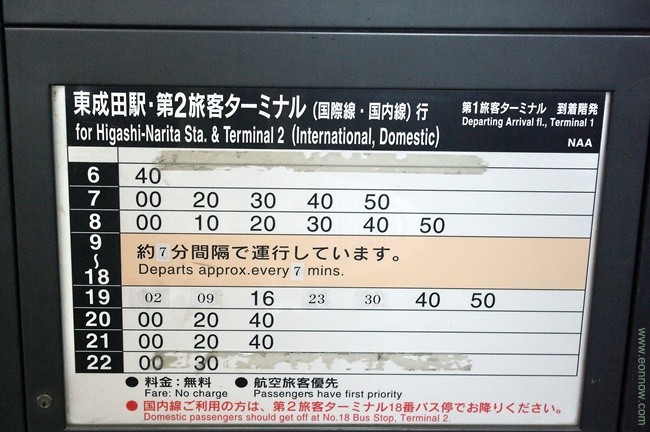 東成田駅・第2旅客ターミナル（国際線・国内線）行
for Higashi-Narita Sta. & Terminal 2 (International, Domestic)
第1旅客ターミナル 到着階発
Departing Arrival fl., Terminal 1
NAA
6 40
7 00 20 30 40 50
8 00 10 20 30 40 50
9～18 約7分間隔で運行しています。
Departs approx.every 7 mins.
19 02 09 16 23 30 40 50
20 00 20 40
21 00 20 40
22 00 30
● 料金：無料 ● 航空旅客優先
Fare: No charge Passengers have first priority
● 国内線ご利用の方は、第2旅客ターミナル18番バス停でお降りください。
Domestic passengers should get off at No.18 Bus Stop, Terminal 2.
www.eonnow.com